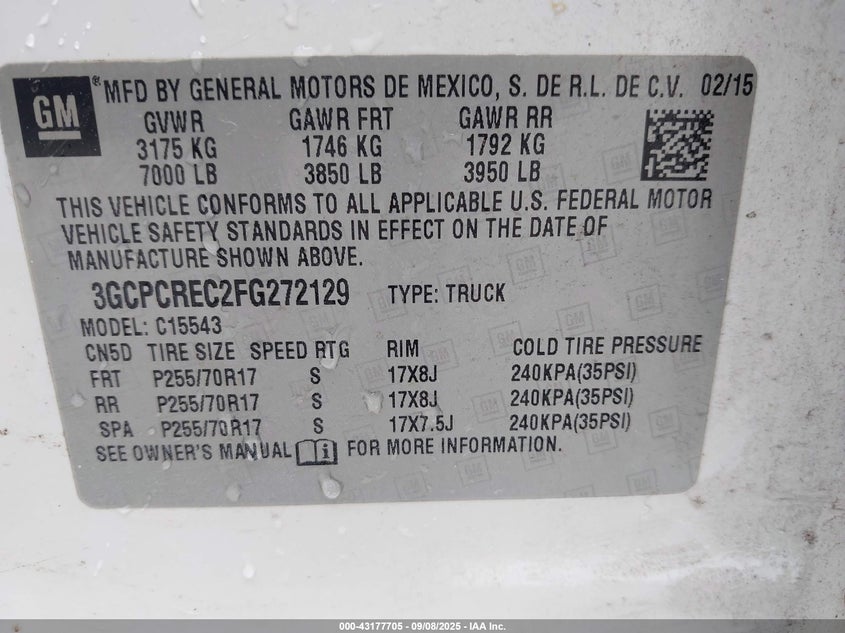 GM ® MFD BY GENERAL MOTORS DE MEXICO, S. DE R.L. DE C.V. 02/15
GVWR GAWR FRT GAWR RR
3175 KG 1746 KG 1792 KG
7000 LB 3850 LB 3950 LB
THIS VEHICLE CONFORMS TO ALL APPLICABLE U.S. FEDERAL MOTOR
VEHICLE SAFETY STANDARDS IN EFFECT ON THE DATE OF
MANUFACTURE SHOWN ABOVE.
3GCPCREC2FG272129 TYPE: TRUCK
MODEL: C15543
CN5D TIRE SIZE SPEED RTG RIM COLD TIRE PRESSURE
FRT P255/70R17 S 17X8J 240KPA(35PSI)
RR P255/70R17 S 17X8J 240KPA(35PSI)
SPA P255/70R17 S 17X7.5J 240KPA(35PSI)
SEE OWNER'S MANUAL FOR MORE INFORMATION.
000-43177705 - 09/08/2025 - IAA Inc.